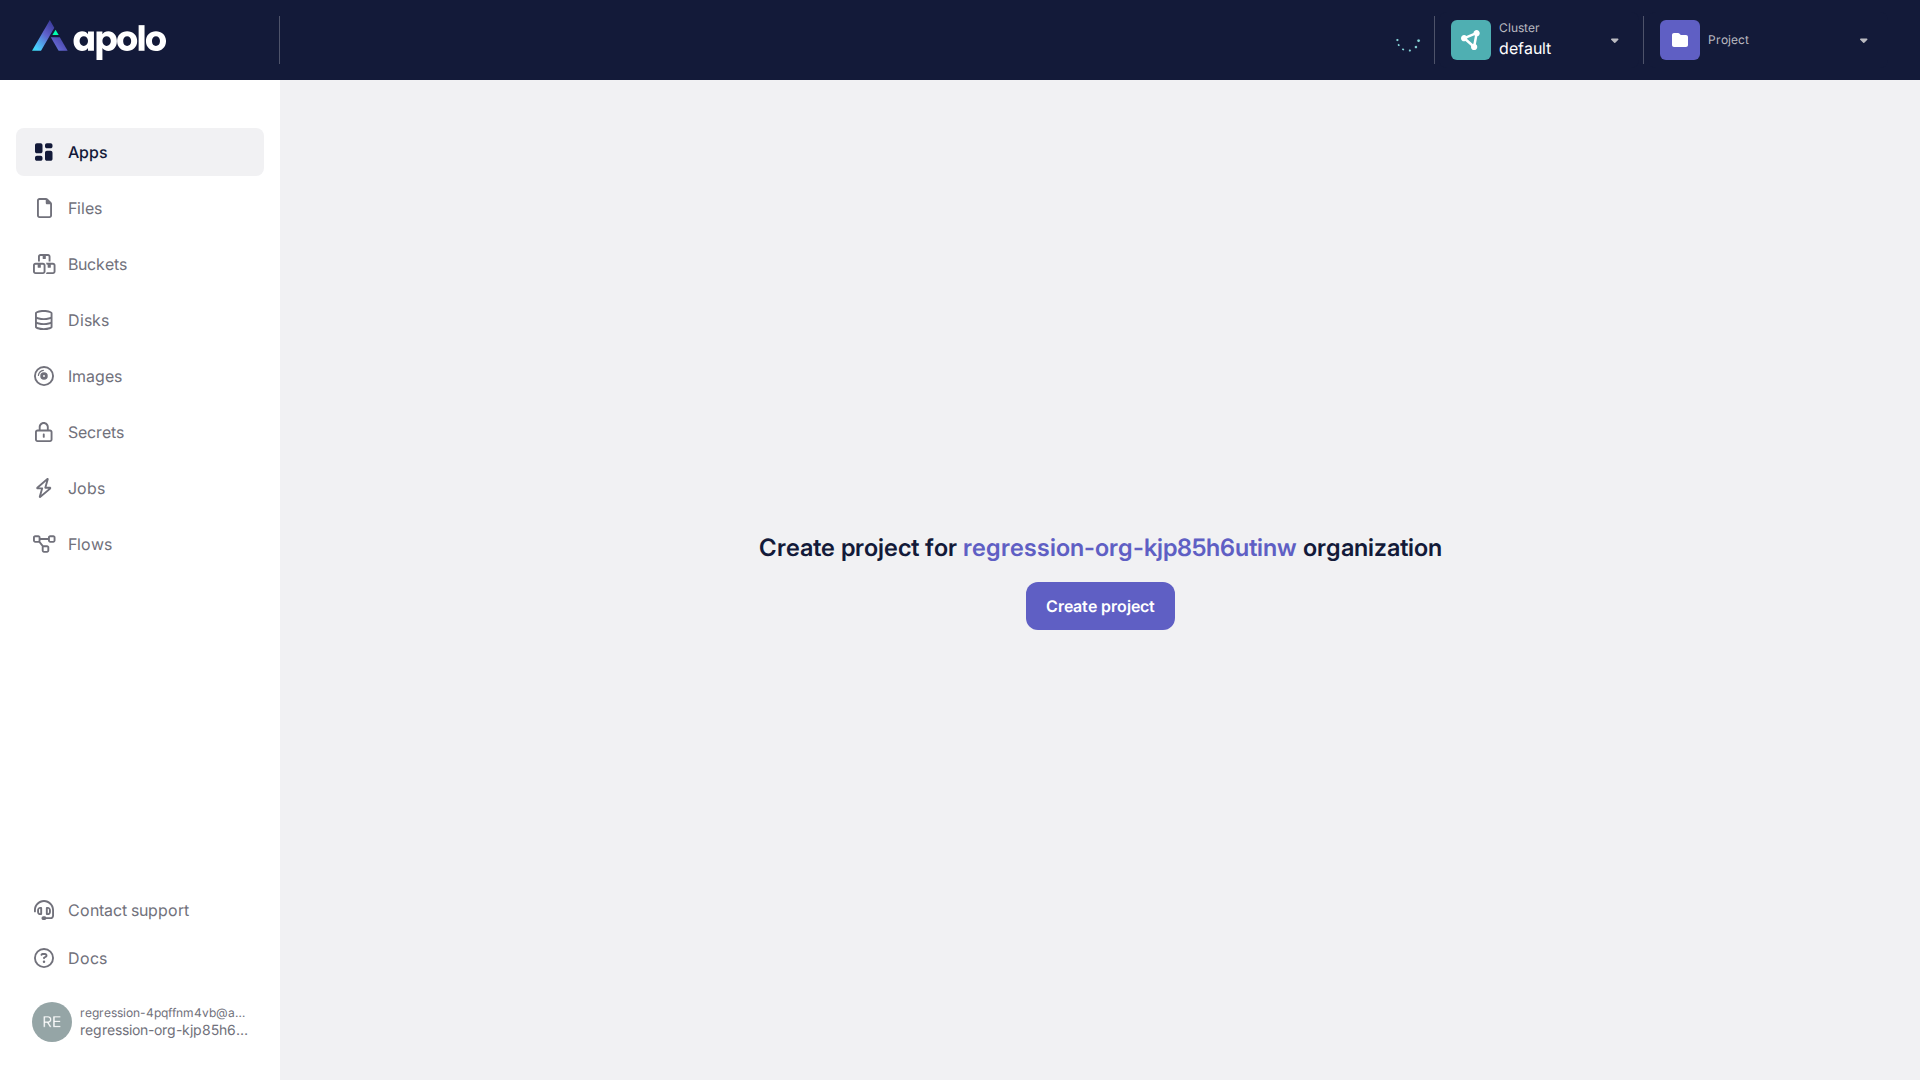 apolo
Cluster
default
Project
Apps
Files
Buckets
Disks
Images
Secrets
Jobs
Flows
Create project for regression-org-kjp85h6utinw organization
Create project
Contact support
Docs
RE
regression-4pqffnm4vb@a...
regression-org-kjp85h6...